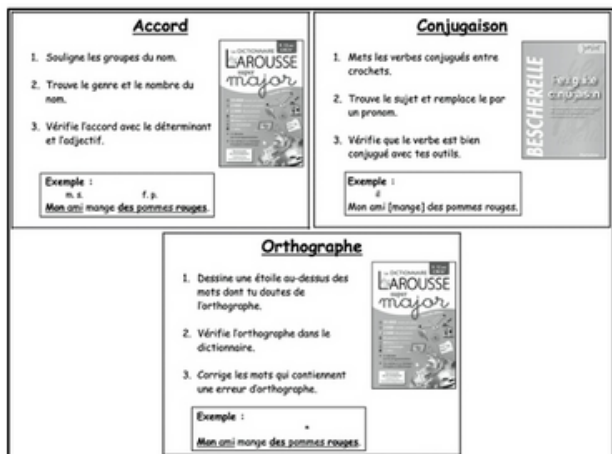 Accord
1. Souligne les groupes du nom.
2. Trouve le genre et le nombre du
nom.
3. Vérifie l'accord avec le déterminant
et l'adjectif.
DICTIONNAIRE
LAROUSSE
super
major
Exemple :
m. s. f. p.
Mon ami mange des pommes rouges.
Conjugaison
1. Mets les verbes conjugués entre
crochets.
2. Trouve le sujet et remplace le par
un pronom.
3. Vérifie que le verbe est bien
conjugué avec tes outils.
BESCHERELLE
conjugaison
Exemple :
il
Mon ami [mange] des pommes rouges.
Orthographe
1. Dessine une étoile au-dessus des
mots dont tu doutes de
l'orthographe.
2. Vérifie l'orthographe dans le
dictionnaire.
3. Corrige les mots qui contiennent
une erreur d'orthographe.
DICTIONNAIRE
LAROUSSE
super
major
Exemple :
*
Mon ami mange des pommes rouges.